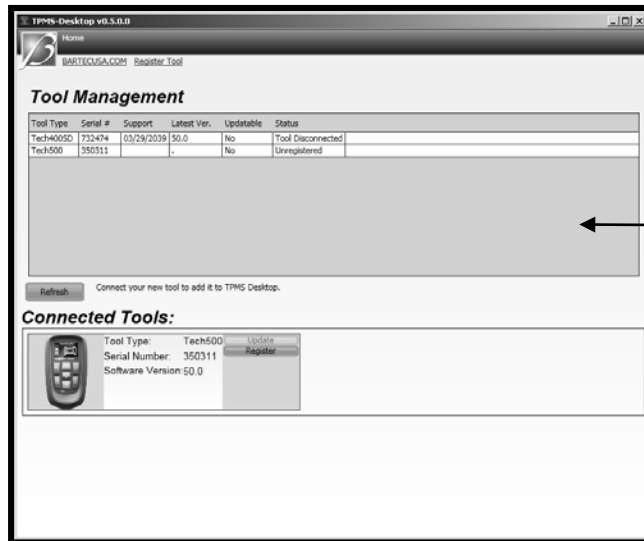 TPMS-Desktop v0.5.0.0
Home
BARTECUSA.COM Register Tool
Tool Management
Tool Type Serial # Support Latest Ver. Updatable Status
Tech400SD 732474 03/29/2039 50.0 No Tool Disconnected
Tech500 350311 . No Unregistered
Refresh Connect your new tool to add it to TPMS Desktop.
Connected Tools:
Tool Type: Tech500 Update
Serial Number: 350311 Register
Software Version: 50.0